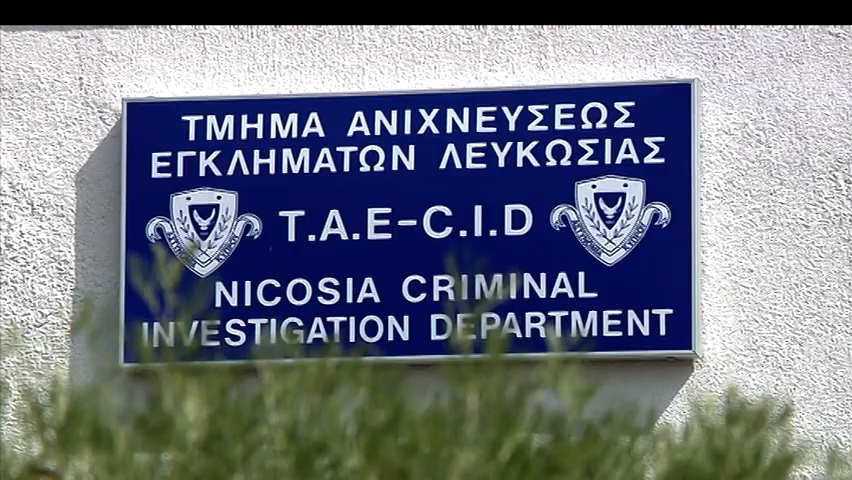 ΤΜΗΜΑ ΑΝΙΧΝΕΥΣΕΩΣ
ΕΓΚΛΗΜΑΤΩΝ ΛΕΥΚΩΣΙΑΣ
T.A.E-C.I.D
NICOSIA CRIMINAL
INVESTIGATION DEPARTMENT